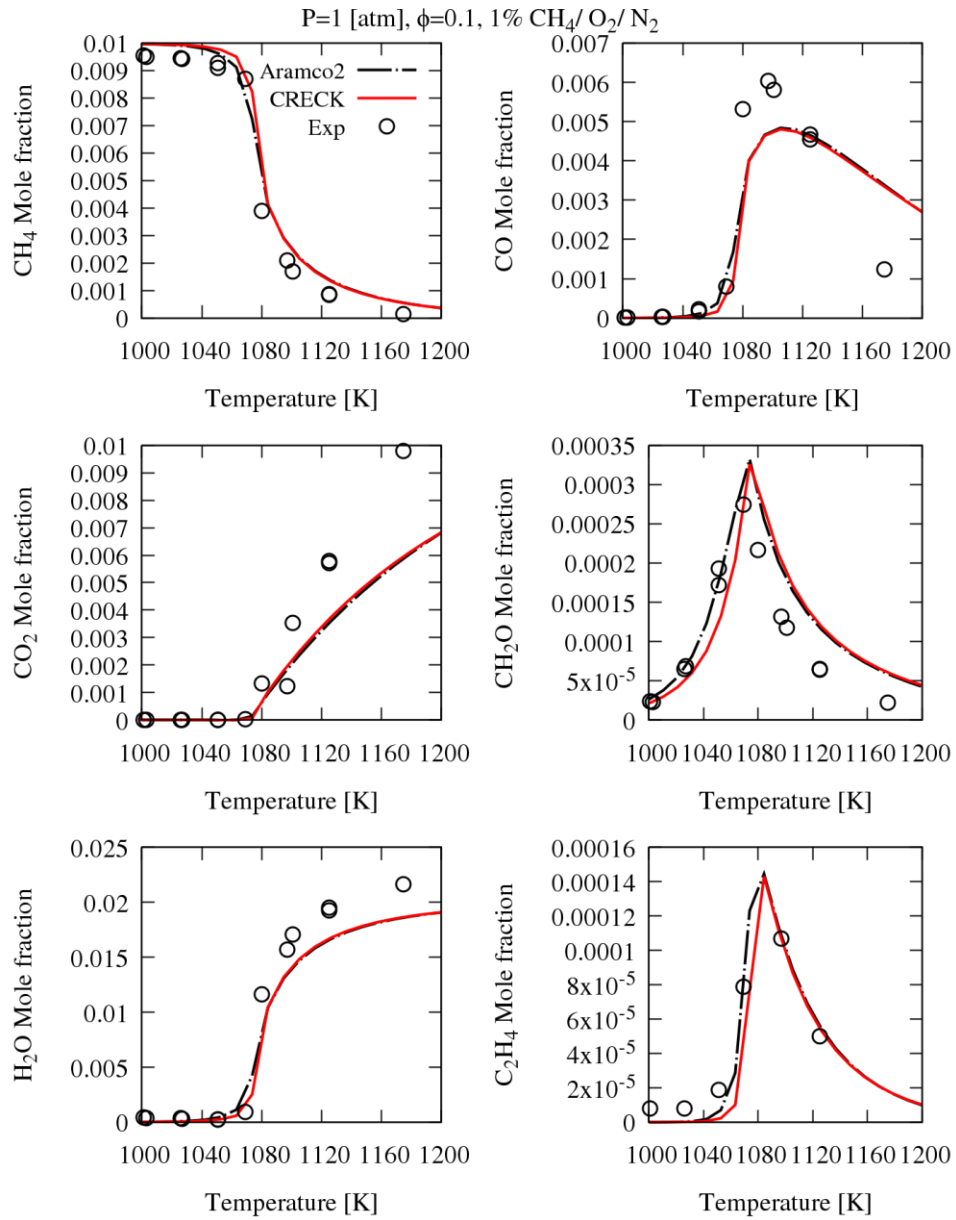 P=1 [atm], ϕ=0.1, 1% CH₄/ O₂/ N₂
CH₄ Mole fraction
0.01
0.009
0.008
0.007
0.006
0.005
0.004
0.003
0.002
0.001
0
Aramco2
CRECK
Exp
1000 1040 1080 1120 1160 1200
Temperature [K]
CO Mole fraction
0.007
0.006
0.005
0.004
0.003
0.002
0.001
0
1000 1040 1080 1120 1160 1200
Temperature [K]
CO₂ Mole fraction
0.01
0.009
0.008
0.007
0.006
0.005
0.004
0.003
0.002
0.001
0
1000 1040 1080 1120 1160 1200
Temperature [K]
CH₂O Mole fraction
0.00035
0.0003
0.00025
0.0002
0.00015
0.0001
5x10⁻⁵
0
1000 1040 1080 1120 1160 1200
Temperature [K]
H₂O Mole fraction
0.025
0.02
0.015
0.01
0.005
0
1000 1040 1080 1120 1160 1200
Temperature [K]
C₂H₄ Mole fraction
0.00016
0.00014
0.00012
0.0001
8x10⁻⁵
6x10⁻⁵
4x10⁻⁵
2x10⁻⁵
0
1000 1040 1080 1120 1160 1200
Temperature [K]